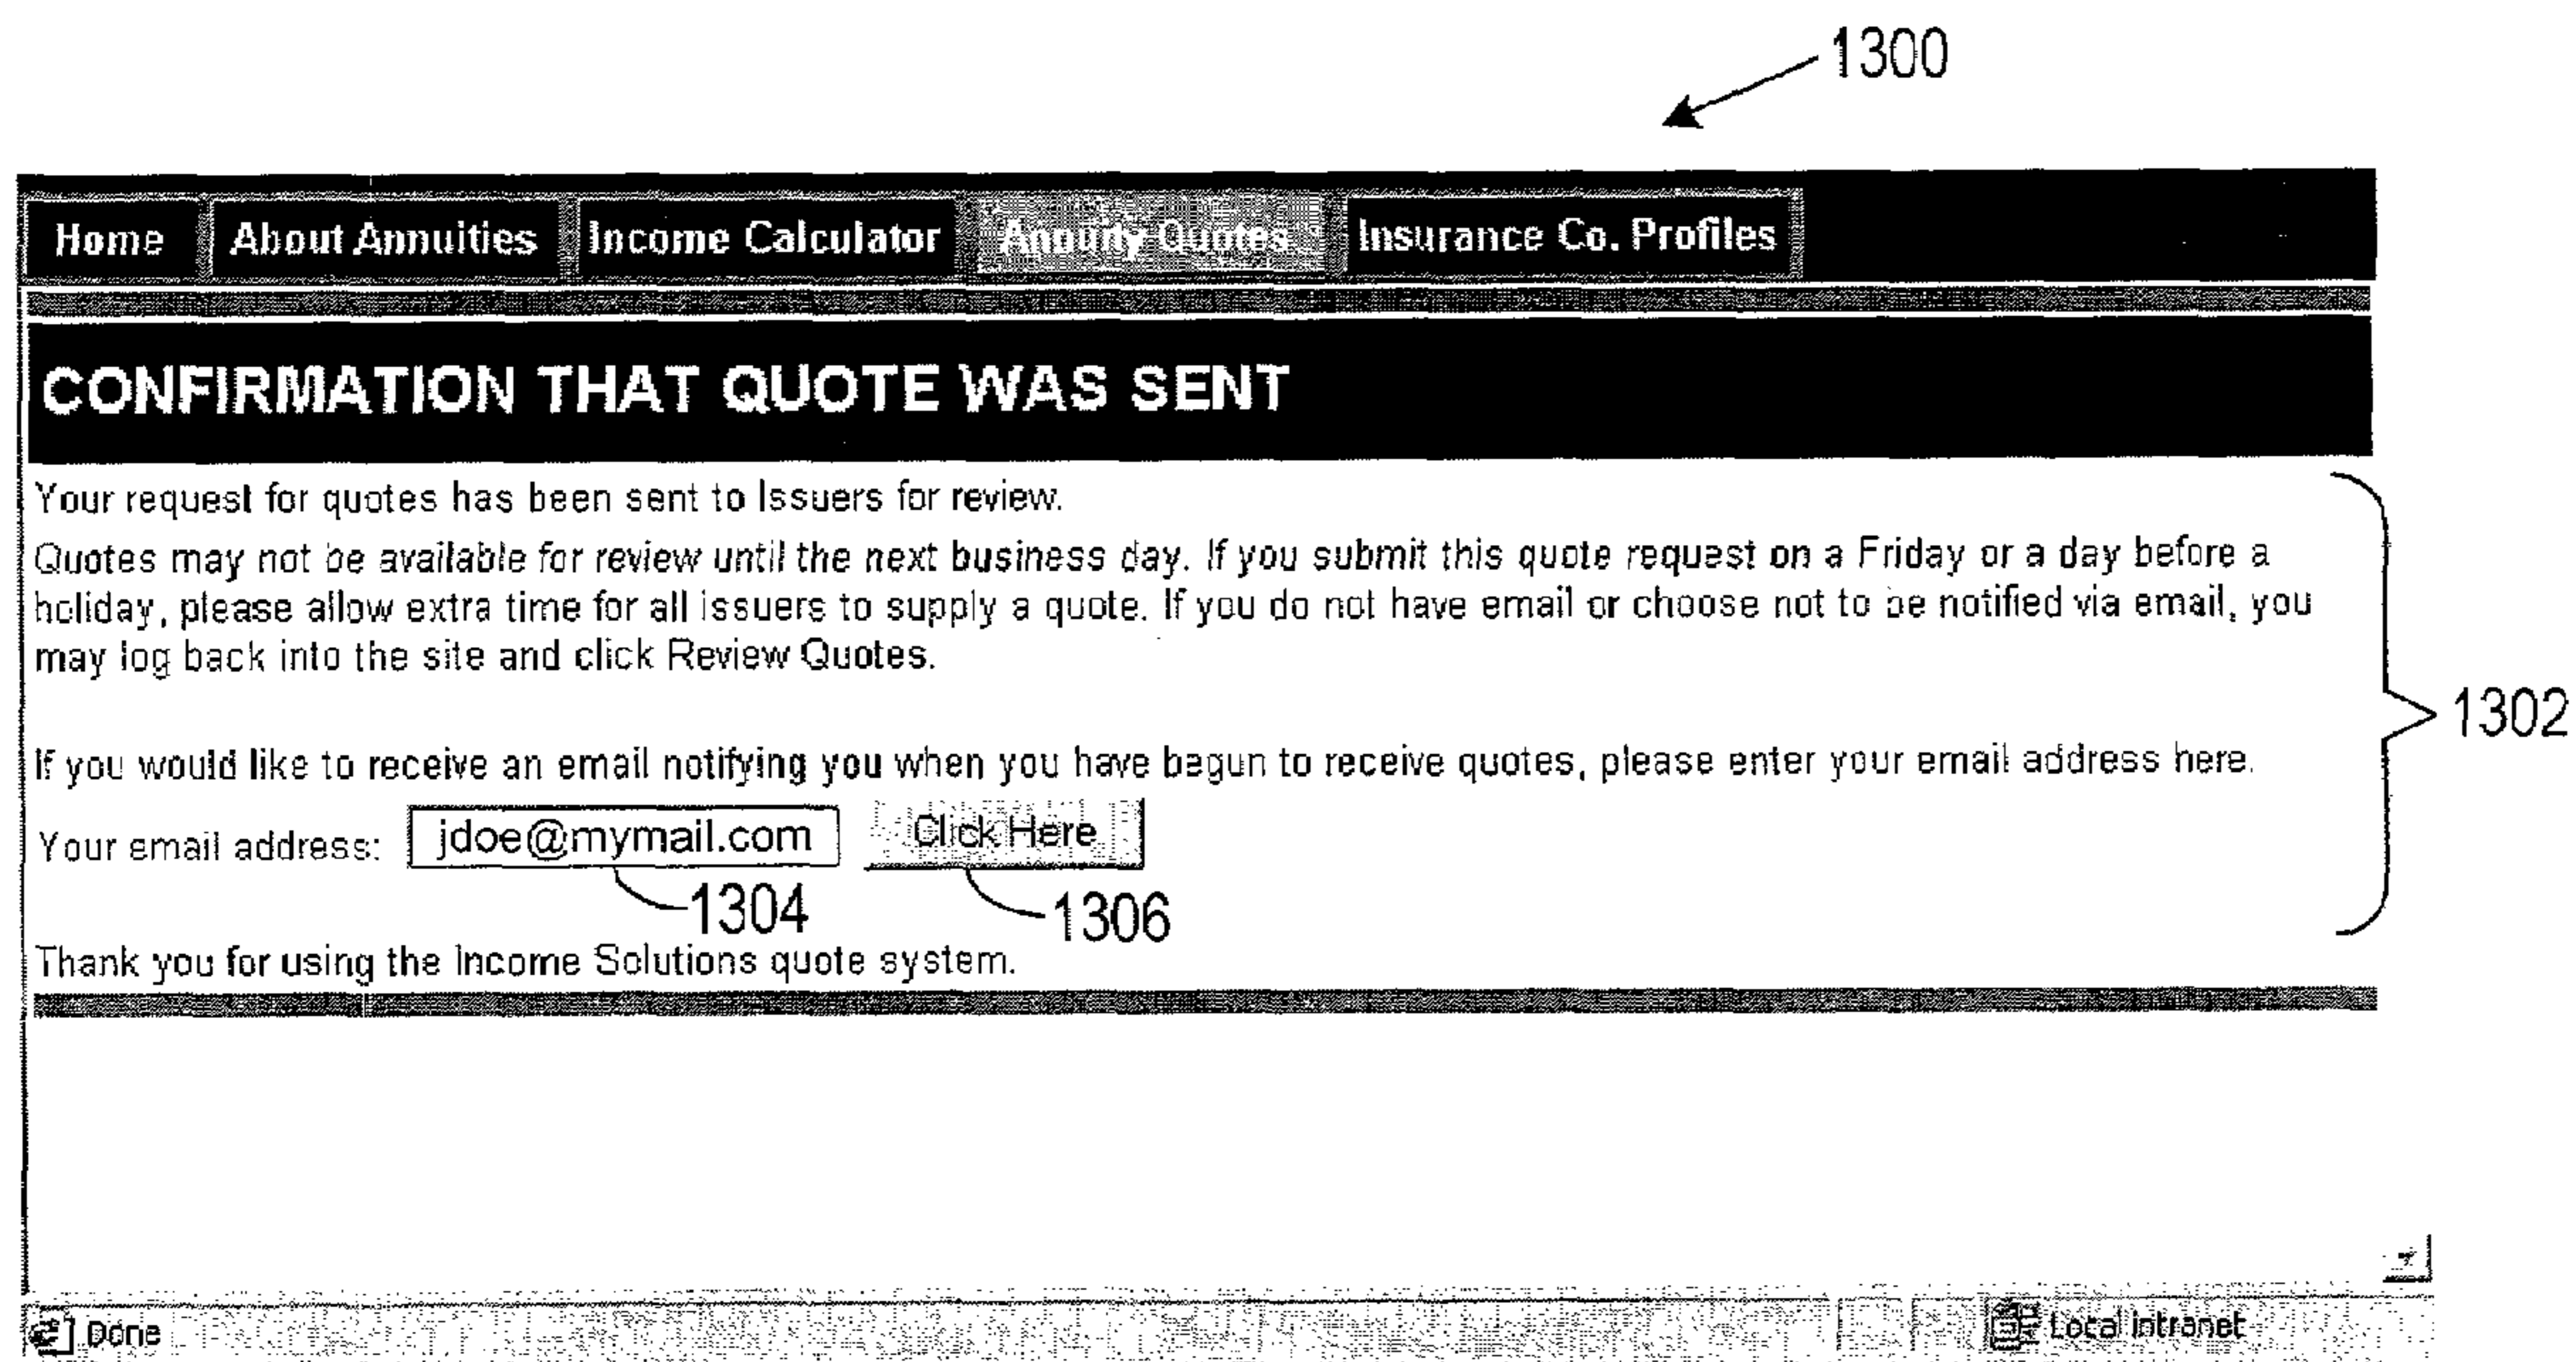 1300
Home About Annuities Income Calculator Annuity Quotes Insurance Co. Profiles
CONFIRMATION THAT QUOTE WAS SENT
Your request for quotes has been sent to Issuers for review.
Quotes may not be available for review until the next business day. If you submit this quote request on a Friday or a day before a
holiday, please allow extra time for all issuers to supply a quote. If you do not have email or choose not to be notified via email, you
may log back into the site and click Review Quotes.
1302
If you would like to receive an email notifying you when you have begun to receive quotes, please enter your email address here.
Your email address: jdoe@mymail.com Click Here
1304 1306
Thank you for using the Income Solutions quote system.
Done Local intranet